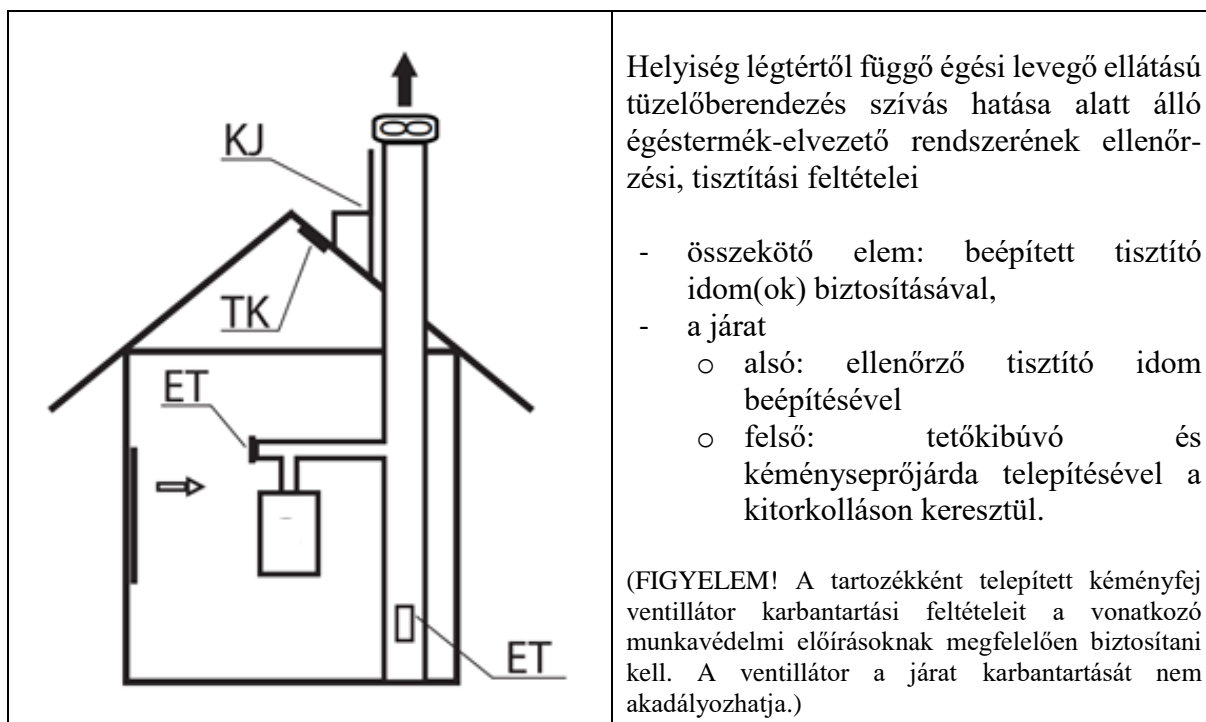 KJ
TK
ET
ET
Helyiség légtértől függő égési levegő ellátású
tüzelőberendezés szívás hatása alatt álló
égéstermék-elvezető rendszerének ellenőr-
zési, tisztítási feltételei
- összekötő elem: beépített tisztító
idom(ok) biztosításával,
- a járat
o alsó: ellenőrző tisztító idom
beépítésével
o felső: tetőkibúvó és
kéményseprőjárda telepítésével a
kitorkolláson keresztül.
(FIGYELEM! A tartozékként telepített kéményfej
ventillátor karbantartási feltételeit a vonatkozó
munkavédelmi előírásoknak megfelelően biztosítani
kell. A ventillátor a járat karbantartását nem
akadályozhatja.)